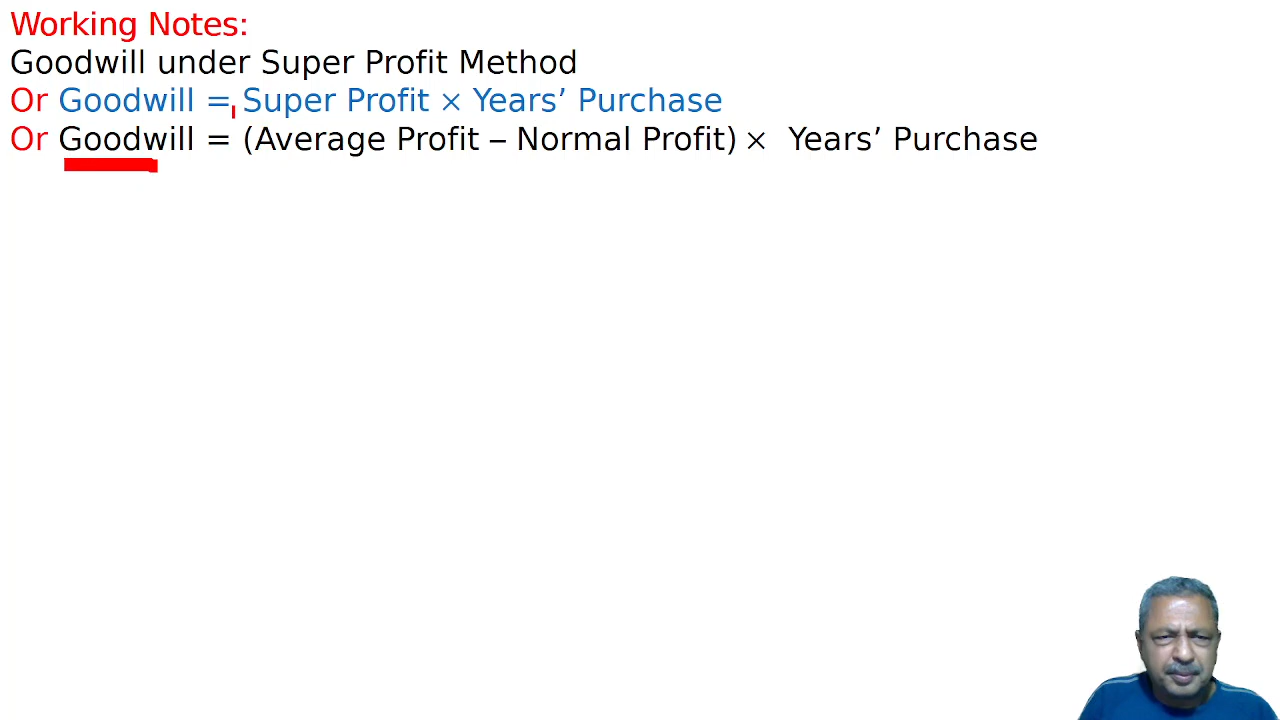 Working Notes:
Goodwill under Super Profit Method
Or Goodwill = Super Profit × Years’ Purchase
Or Goodwill = (Average Profit – Normal Profit) × Years’ Purchase